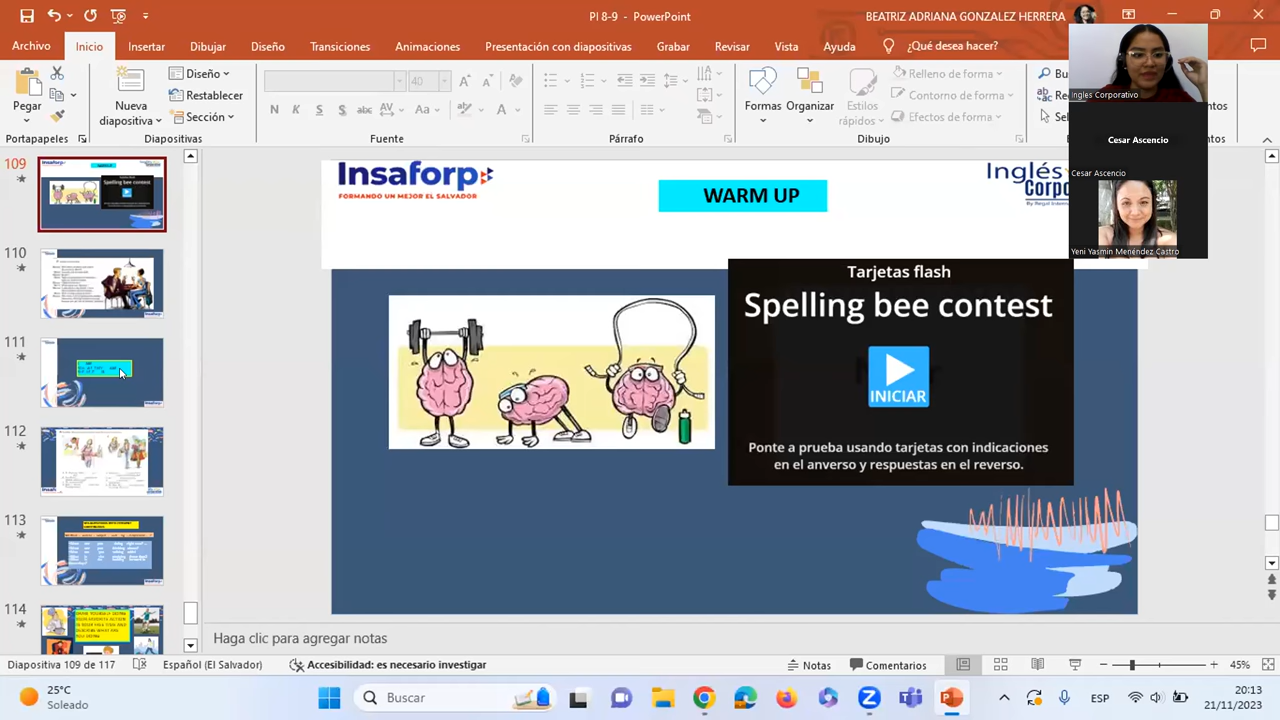 PI 8-9 - PowerPoint
BEATRIZ ADRIANA GONZALEZ HERRERA
Archivo
Inicio
Insertar
Dibujar
Diseño
Transiciones
Animaciones
Presentación con diapositivas
Grabar
Revisar
Vista
Ayuda
¿Qué desea hacer?
Pegar
Portapapeles
Nueva
diapositiva
Diseño
Restablecer
Sección
Diapositivas
40
N
K
S
Fuente
Párrafo
Formas
Organizar
Estilos
rápidos
Relleno de forma
Contorno de forma
Efectos de forma
Dibujo
Ingles Corporativo
Cesar Ascencio
Cesar Ascencio
Yeni Yasmin Menéndez Castro
109
110
111
112
113
114
Insaforp
FORMANDO UN MEJOR EL SALVADOR
WARM UP
Inglés
Tarjetas flash
Spelling bee contest
INICIAR
Ponte a prueba usando tarjetas con indicaciones
en el anverso y respuestas en el reverso.
Haga clic para agregar notas
Diapositiva 109 de 117
Español (El Salvador)
Accesibilidad: es necesario investigar
Notas
Comentarios
45%
25°C
Soleado
Buscar
ESP
20:13
21/11/2023